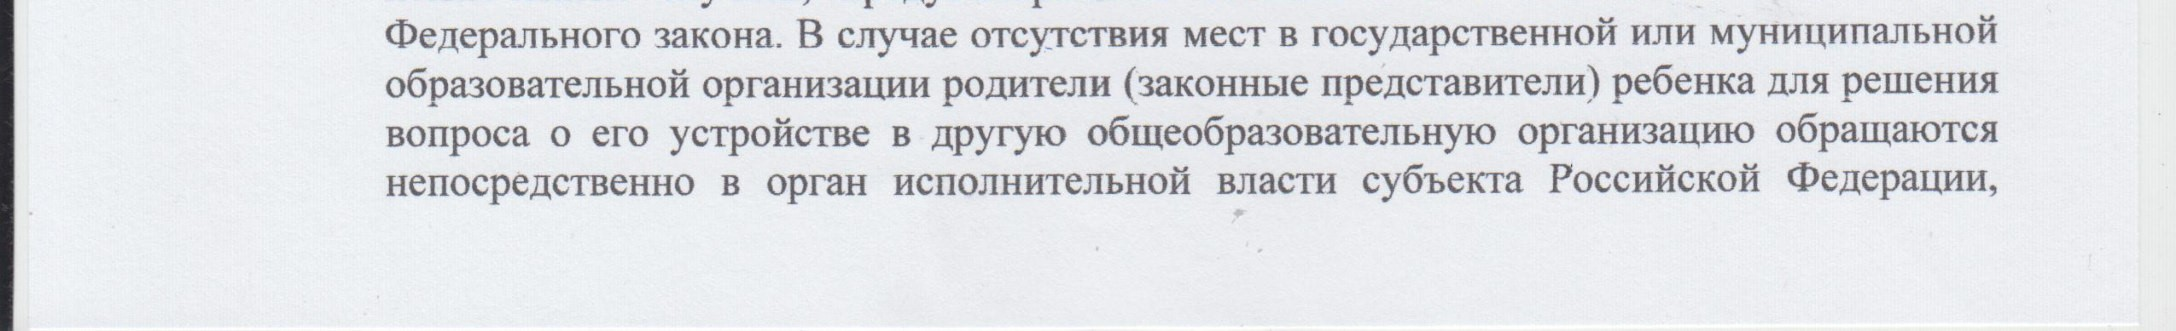 Федерального закона. В случае отсутствия мест в государственной или муниципальной
образовательной организации родители (законные представители) ребенка для решения
вопроса о его устройстве в другую общеобразовательную организацию обращаются
непосредственно в орган исполнительной власти субъекта Российской Федерации,